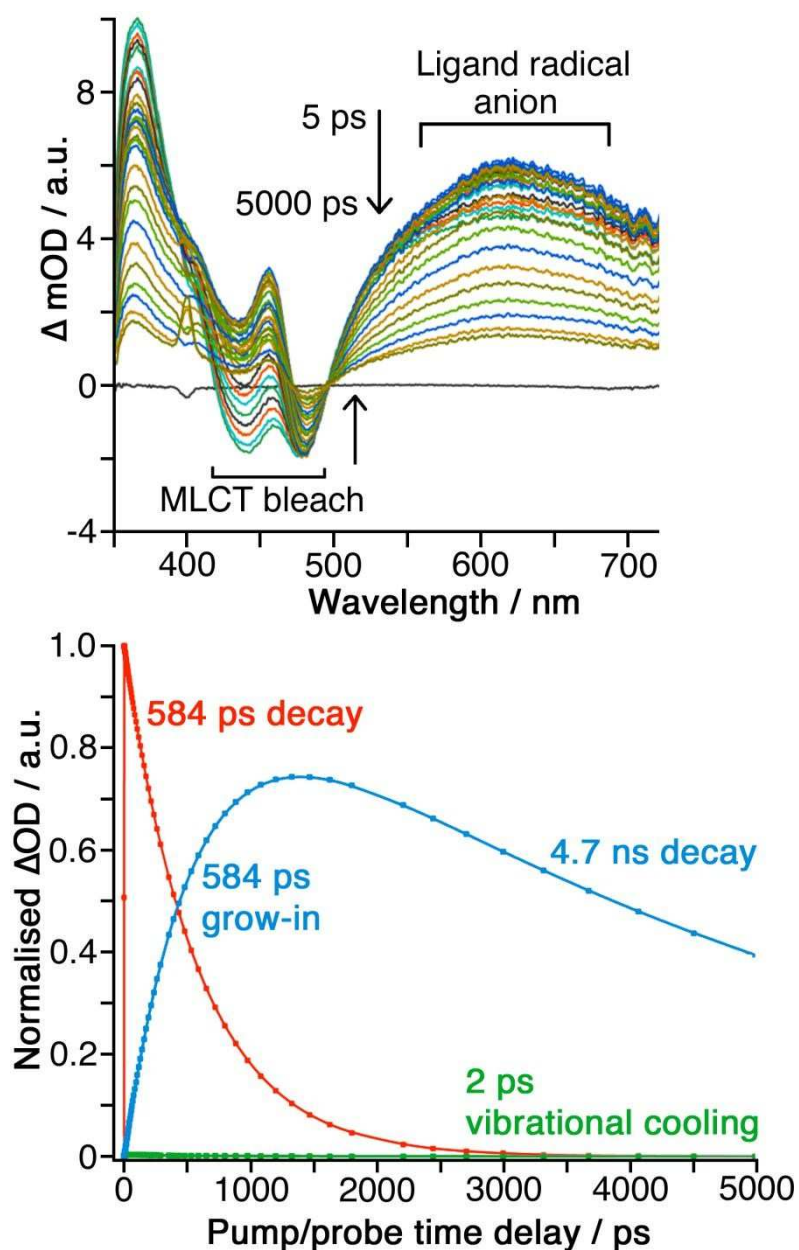 Ligand radical
anion
5 ps
5000 ps
8
4
0
-4
Δ mOD / a.u.
MLCT bleach
400
500
600
700
Wavelength / nm
1.0
0.8
0.6
0.4
0.2
0
Normalised ΔOD / a.u.
584 ps decay
584 ps
grow-in
4.7 ns decay
2 ps
vibrational cooling
0
1000
2000
3000
4000
5000
Pump/probe time delay / ps